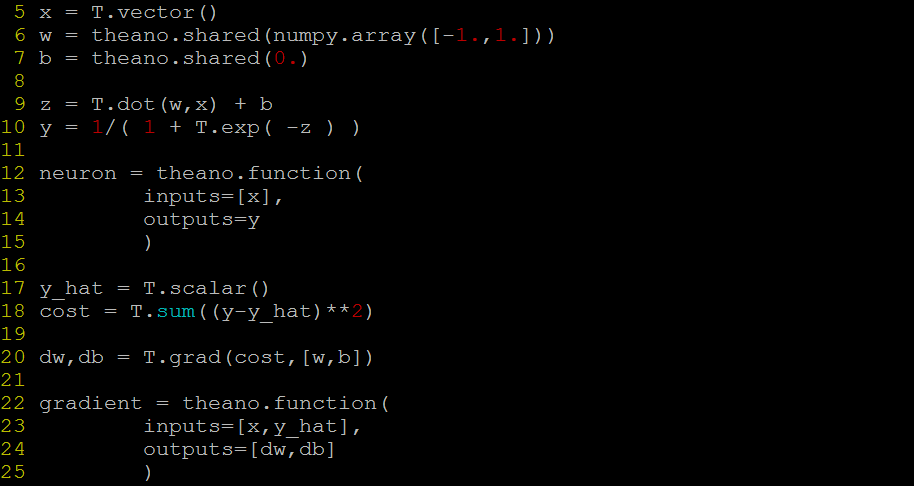 5 x = T.vector()
6 w = theano.shared(numpy.array([-1.,1.]))
7 b = theano.shared(0.)
8
9 z = T.dot(w,x) + b
10 y = 1/( 1 + T.exp( -z ) )
11
12 neuron = theano.function(
13         inputs=[x],
14         outputs=y
15         )
16
17 y_hat = T.scalar()
18 cost = T.sum((y-y_hat)**2)
19
20 dw,db = T.grad(cost,[w,b])
21
22 gradient = theano.function(
23         inputs=[x,y_hat],
24         outputs=[dw,db]
25         )